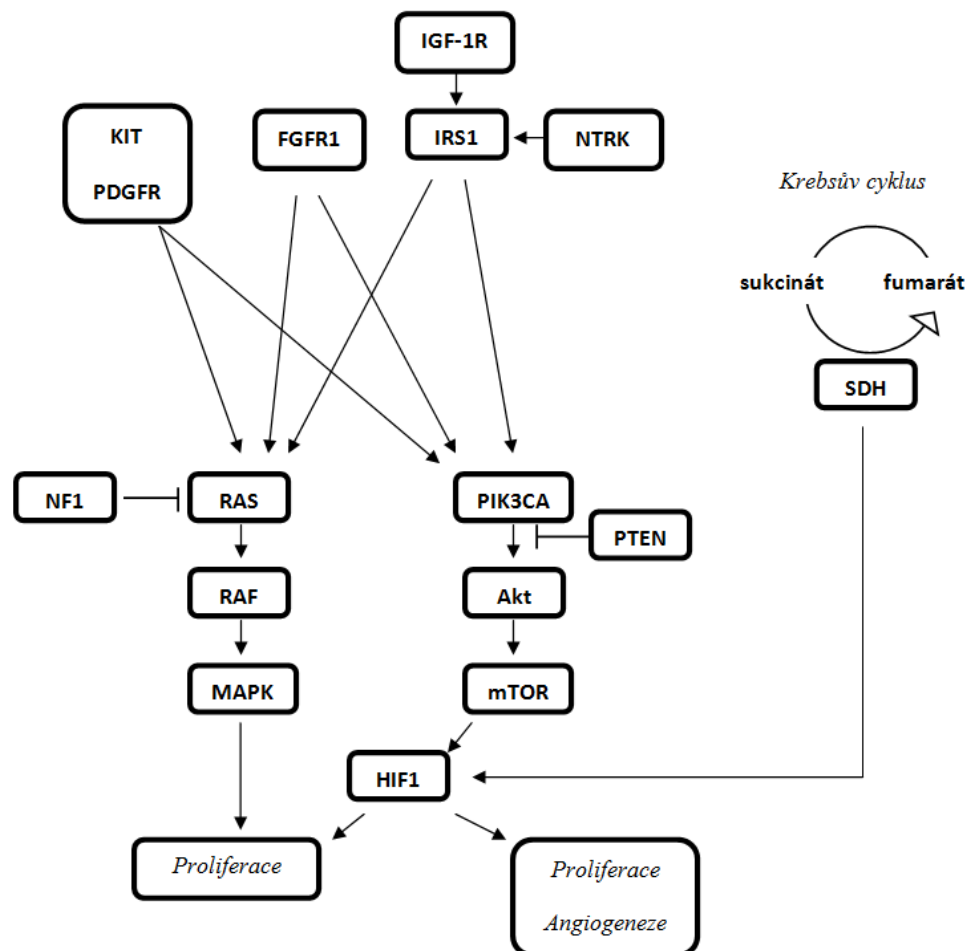 IGF-1R
KIT
PDGFR
FGFR1
IRS1
NTRK
Krebsův cyklus
sukcinát
fumarát
SDH
NF1
RAS
PIK3CA
PTEN
RAF
Akt
MAPK
mTOR
HIF1
Proliferace
Proliferace
Angiogeneze